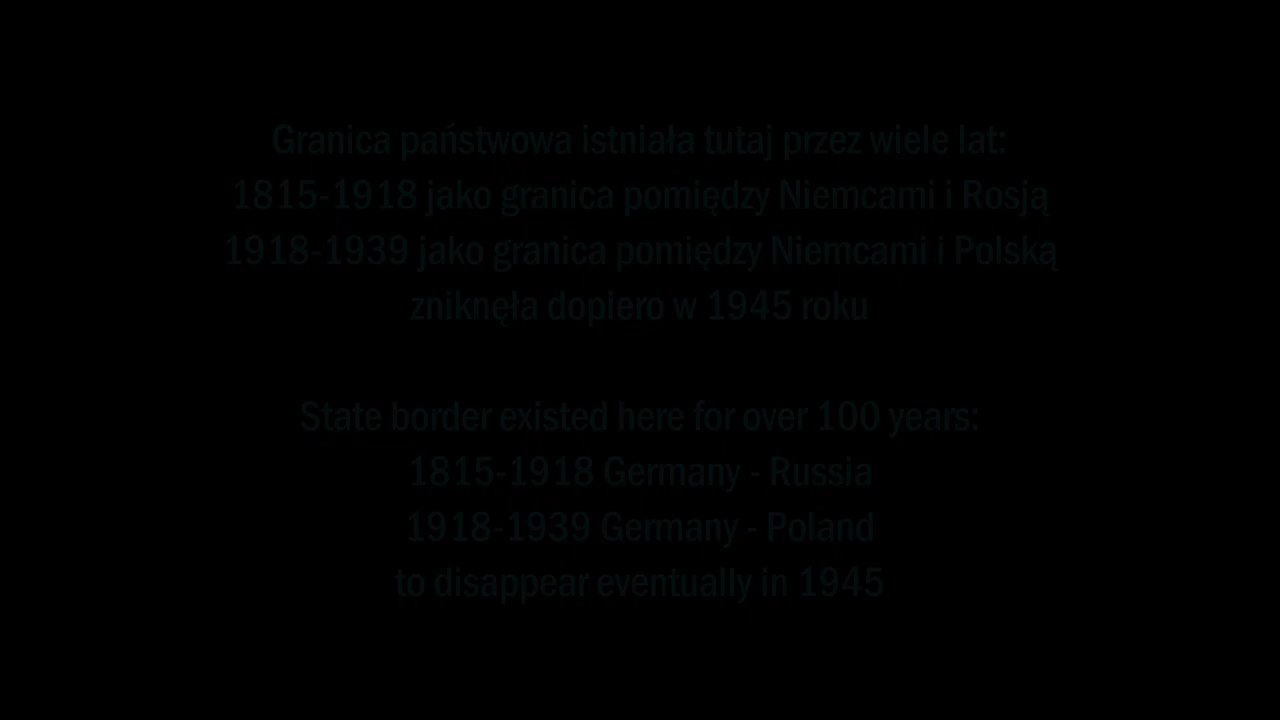 Granica państwowa istniała tutaj przez wiele lat:
1815-1918 jako granica pomiędzy Niemcami i Rosją
1918-1939 jako granica pomiędzy Niemcami i Polską
zniknęła dopiero w 1945 roku
State border existed here for over 100 years:
1815-1918 Germany - Russia
1918-1939 Germany - Poland
to disappear eventually in 1945